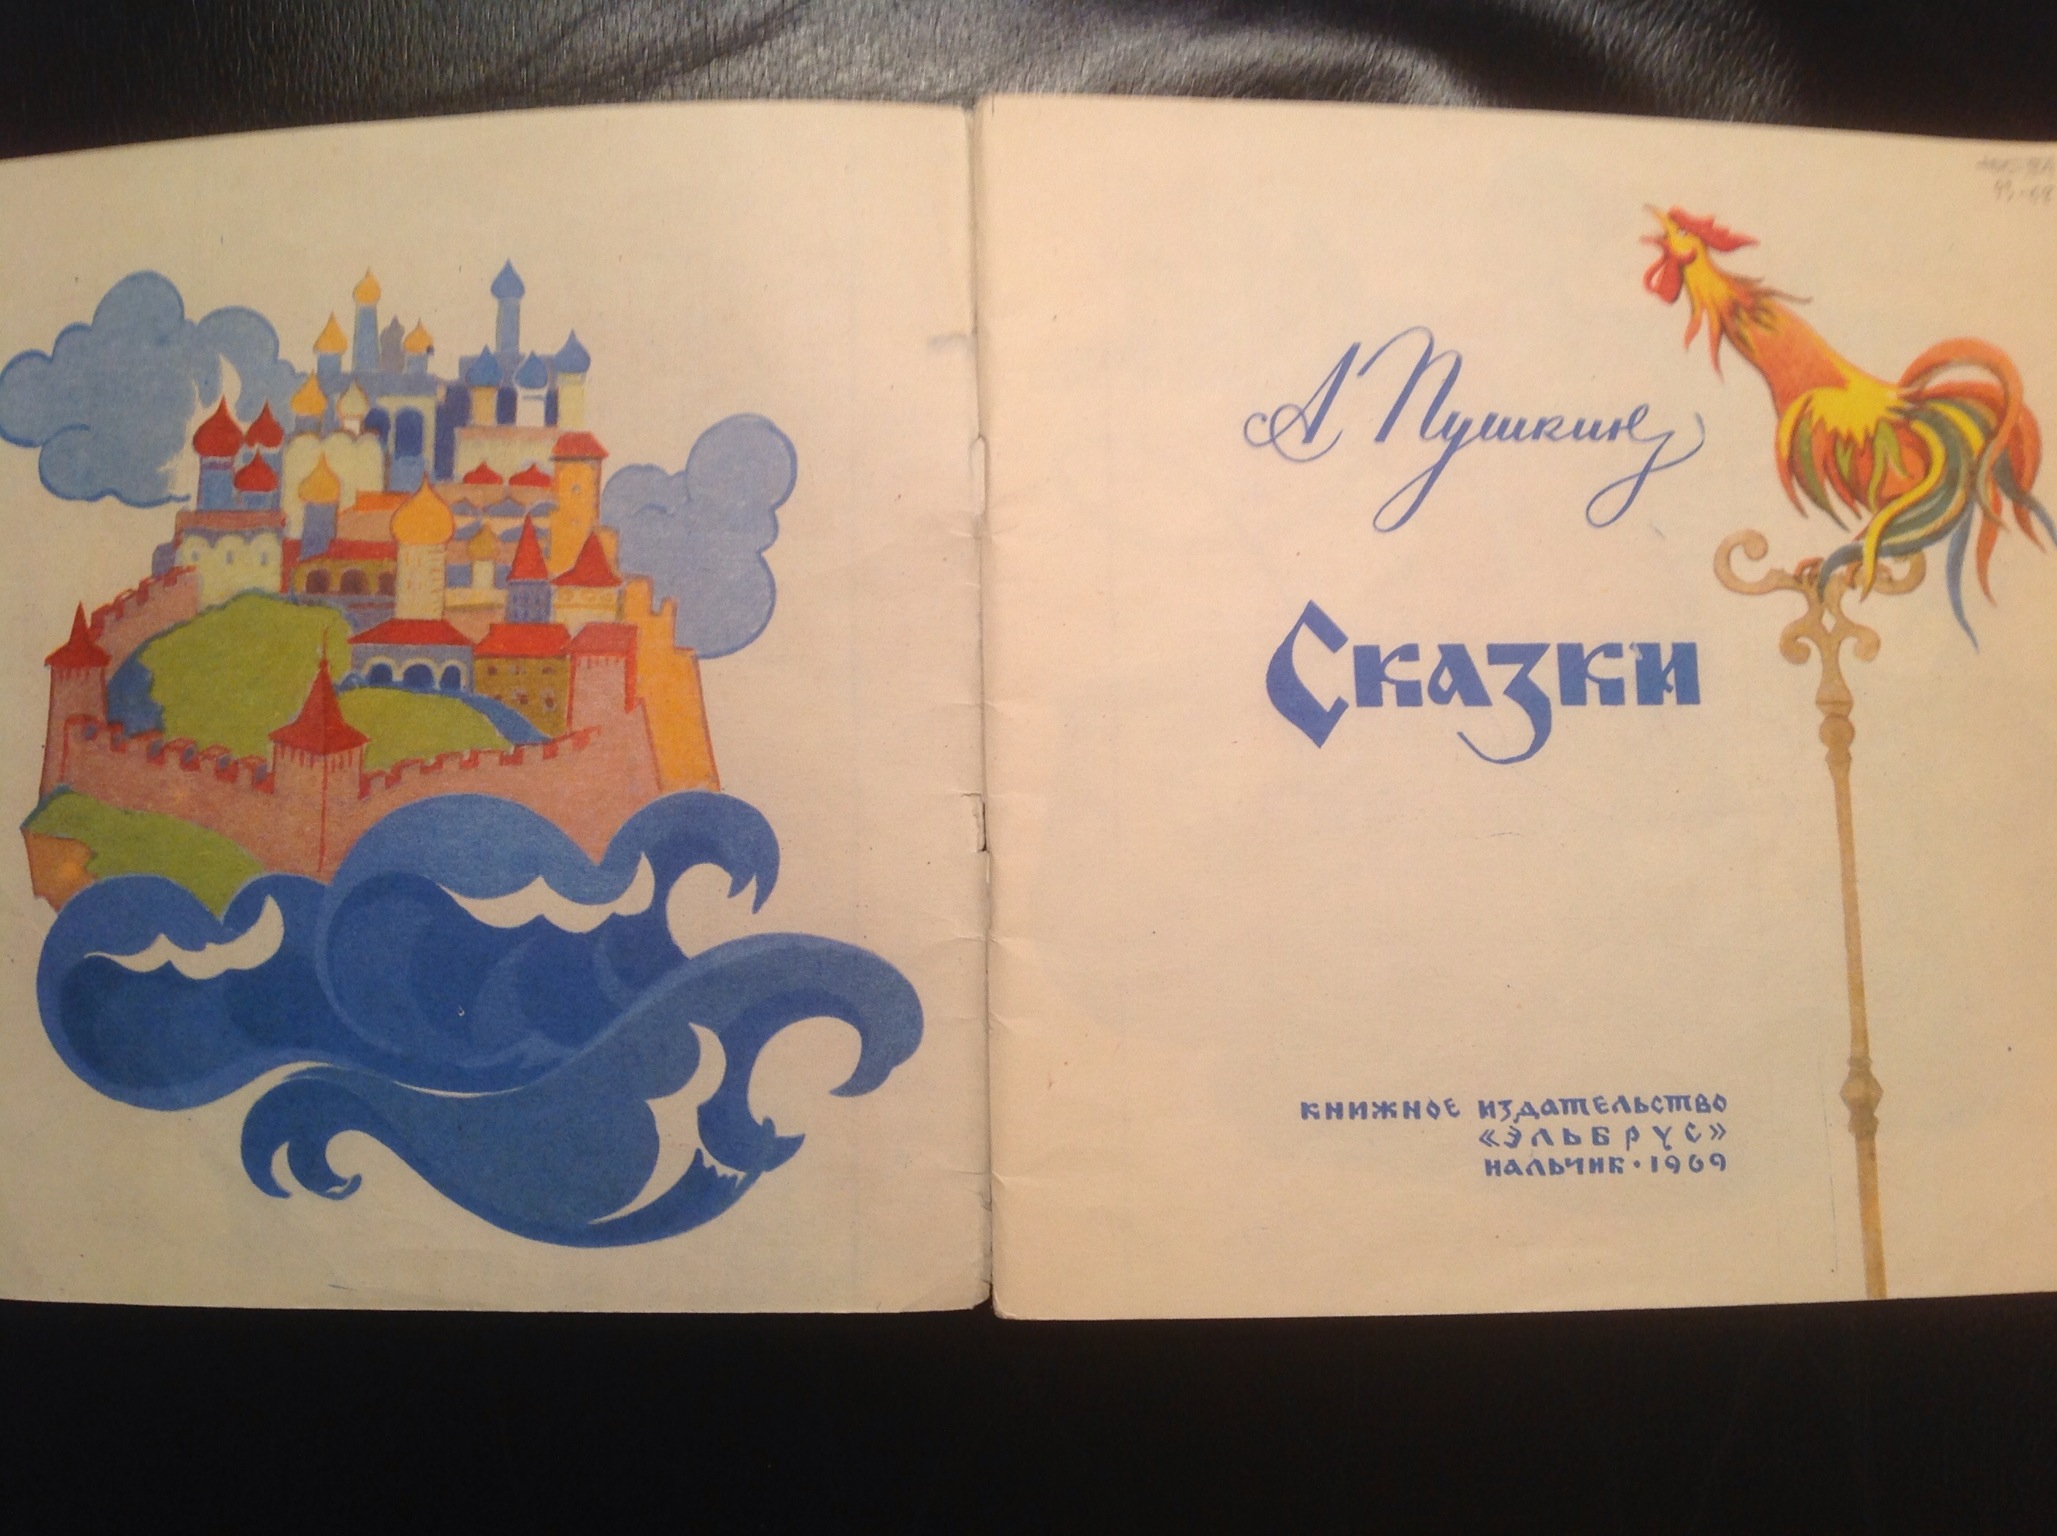 А Пушкин
Сказки
КНИЖНОЕ ИЗДАТЕЛЬСТВО
«ЭЛЬБРУС»
НАЛЬЧИК • 1969